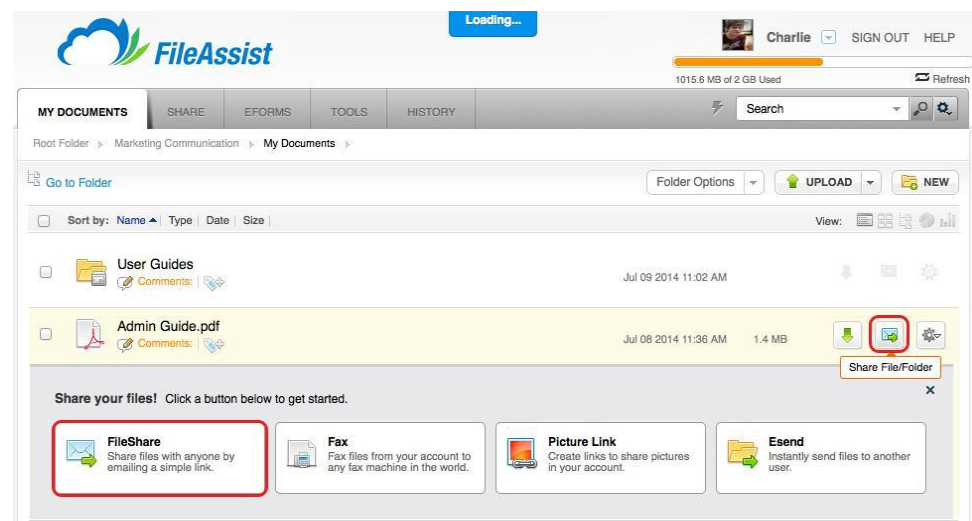 Loading...
FileAssist
Charlie SIGN OUT HELP
1015.6 MB of 2 GB Used Refresh
MY DOCUMENTS SHARE EFORMS TOOLS HISTORY Search
Root Folder Marketing Communication My Documents
Go to Folder Folder Options UPLOAD NEW
Sort by: Name Type Date Size View:
User Guides
Comments:
Jul 09 2014 11:02 AM
Admin Guide.pdf
Comments:
Jul 08 2014 11:36 AM 1.4 MB
Share File/Folder
Share your files! Click a button below to get started. x
FileShare
Share files with anyone by
emailing a simple link.
Fax
Fax files from your account to
any fax machine in the world.
Picture Link
Create links to share pictures
in your account.
Esend
Instantly send files to another
user.